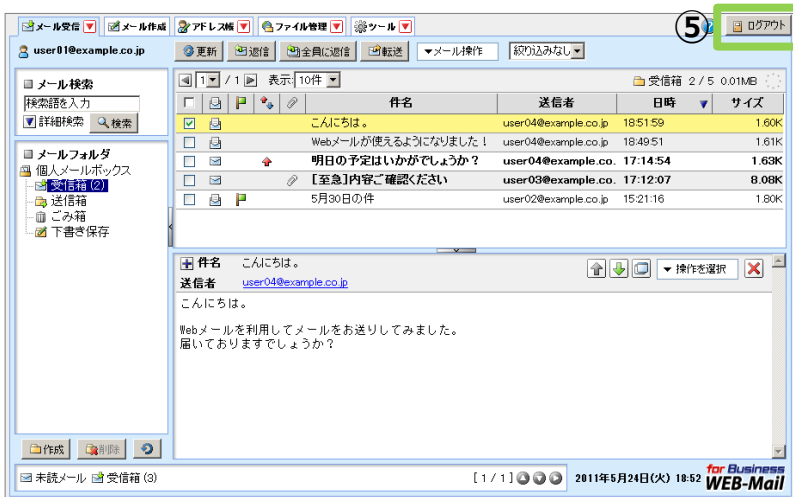 メール受信 メール作成 アドレス帳 ファイル管理 ツール ⑤ ログアウト
user01@example.co.jp 更新 返信 全員に返信 転送 ▼メール操作 絞り込みなし
メール検索
検索語を入力
詳細検索 検索
メールフォルダ
個人メールボックス
受信箱 (2)
送信箱
ごみ箱
下書き保存
作成 削除
1 / 1 表示: 10件 受信箱 2 / 5 0.01MB
件名 送信者 日時 ▼ サイズ
こんにちは。 user04@example.co.jp 18:51:59 1.60K
Webメールが使えるようになりました! user04@example.co.jp 18:49:51 1.61K
明日の予定はいかがでしょうか? user04@example.co. 17:14:54 1.63K
[至急]内容ご確認ください user03@example.co. 17:12:07 8.08K
5月30日の件 user02@example.co.jp 15:21:16 1.80K
件名 こんにちは。 ▼ 操作を選択
送信者 user04@example.co.jp
こんにちは。
Webメールを利用してメールをお送りしてみました。
届いておりますでしょうか?
未読メール 受信箱 (3) [ 1 / 1 ] 2011年5月24日(火) 18:52 for Business
WEB-Mail